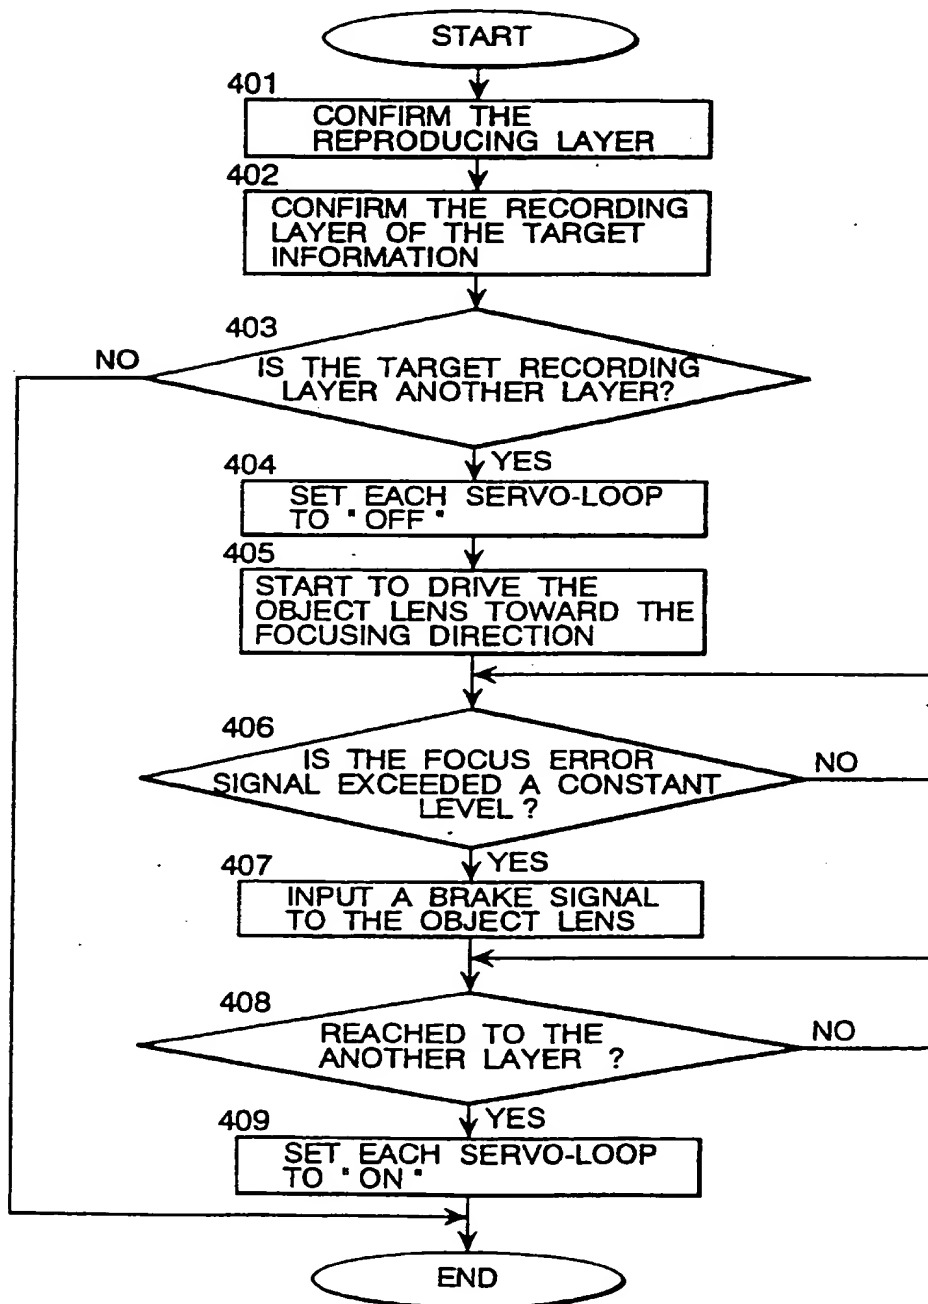 START
401
CONFIRM THE
REPRODUCING LAYER
402
CONFIRM THE RECORDING
LAYER OF THE TARGET
INFORMATION
403
NO
IS THE TARGET RECORDING
LAYER ANOTHER LAYER?
YES
404
SET EACH SERVO-LOOP
TO "OFF"
405
START TO DRIVE THE
OBJECT LENS TOWARD THE
FOCUSING DIRECTION
406
IS THE FOCUS ERROR
SIGNAL EXCEEDED A CONSTANT
LEVEL ?
NO
YES
407
INPUT A BRAKE SIGNAL
TO THE OBJECT LENS
408
REACHED TO THE
ANOTHER LAYER ?
NO
YES
409
SET EACH SERVO-LOOP
TO "ON"
END